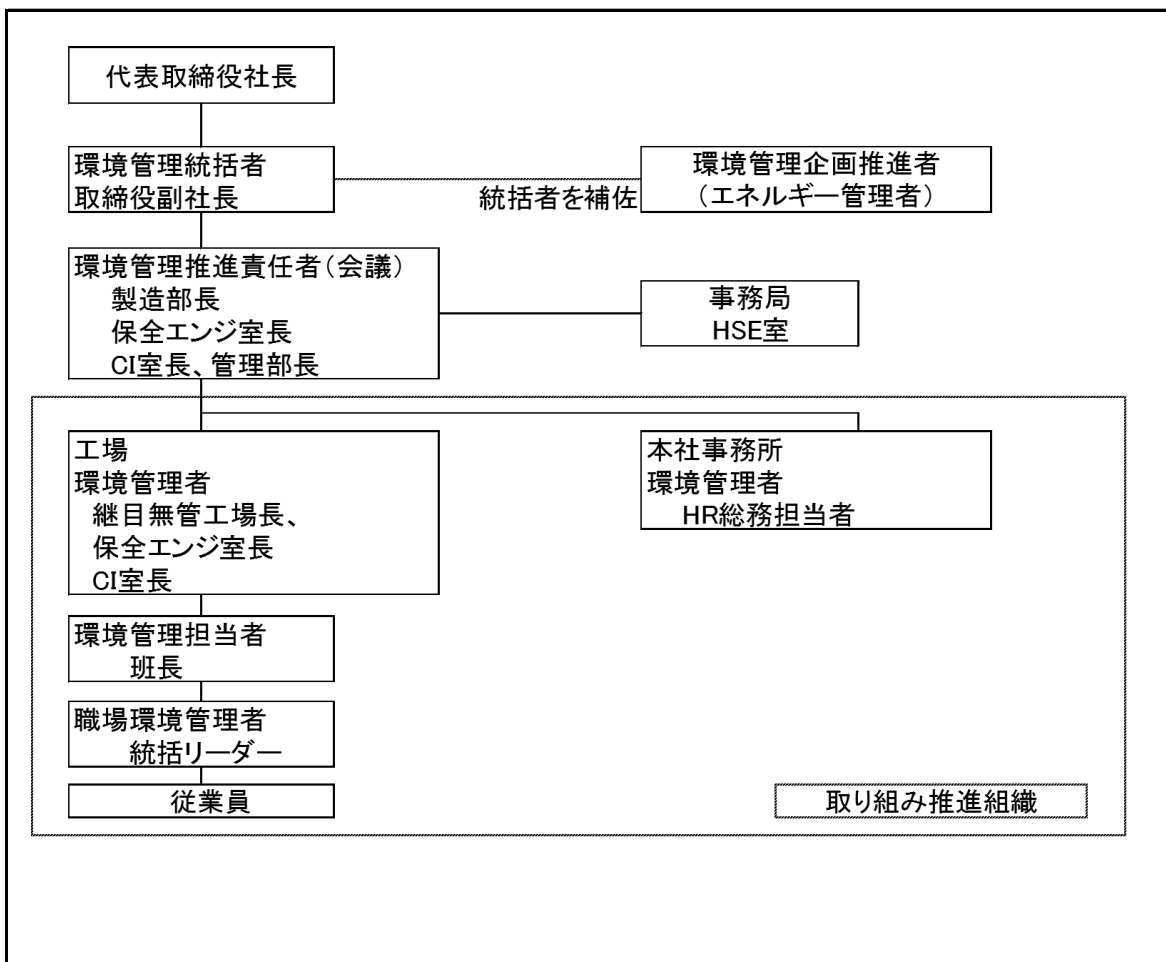 代表取締役社長
環境管理統括者
取締役副社長
統括者を補佐
環境管理企画推進者
（エネルギー管理者）
環境管理推進責任者（会議）
製造部長
保全エンジ室長
CI室長、管理部長
事務局
HSE室
工場
環境管理者
継目無管工場長、
保全エンジ室長
CI室長
本社事務所
環境管理者
HR総務担当者
環境管理担当者
班長
職場環境管理者
統括リーダー
従業員
取り組み推進組織